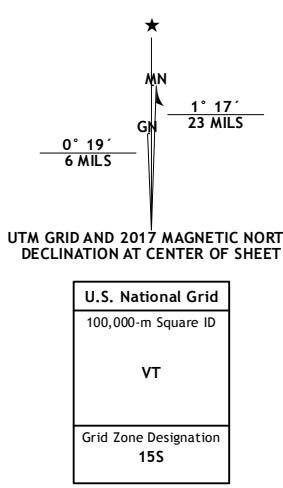 ★
MN
1° 17´
23 MILS
GN
0° 19´
6 MILS
UTM GRID AND 2017 MAGNETIC NORT
DECLINATION AT CENTER OF SHEET
U.S. National Grid
100,000-m Square ID
VT
Grid Zone Designation
15S